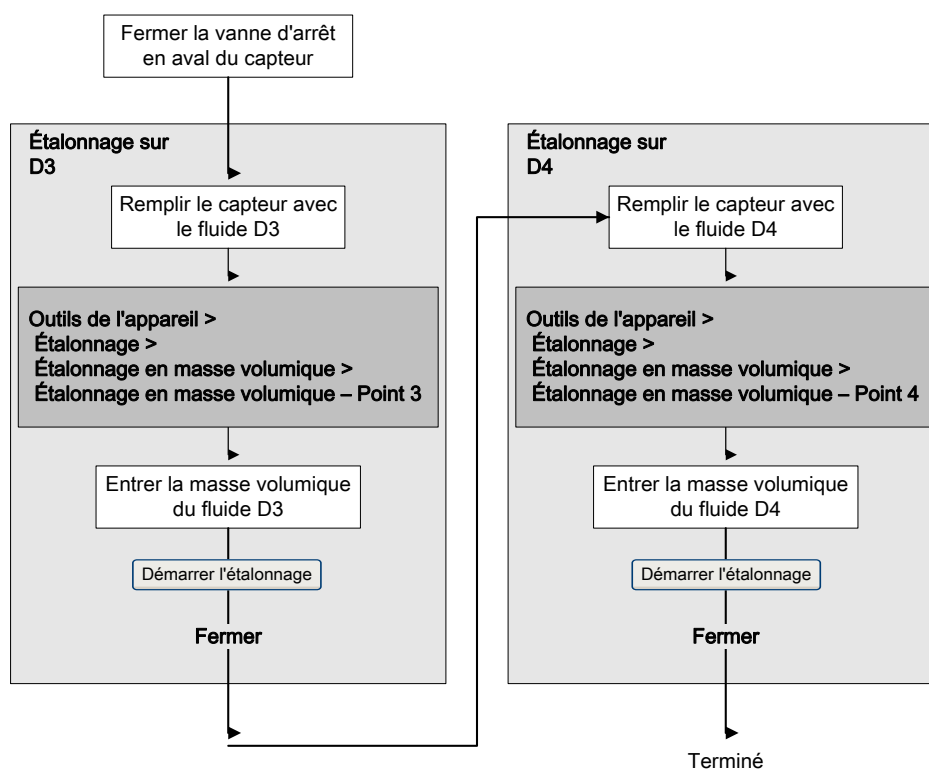 Fermer la vanne d'arrêt
en aval du capteur
Étalonnage sur
D3
Remplir le capteur avec
le fluide D3
Outils de l'appareil >
Étalonnage >
Étalonnage en masse volumique >
Étalonnage en masse volumique – Point 3
Entrer la masse volumique
du fluide D3
Démarrer l'étalonnage
Fermer
Étalonnage sur
D4
Remplir le capteur avec
le fluide D4
Outils de l'appareil >
Étalonnage >
Étalonnage en masse volumique >
Étalonnage en masse volumique – Point 4
Entrer la masse volumique
du fluide D4
Démarrer l'étalonnage
Fermer
Terminé